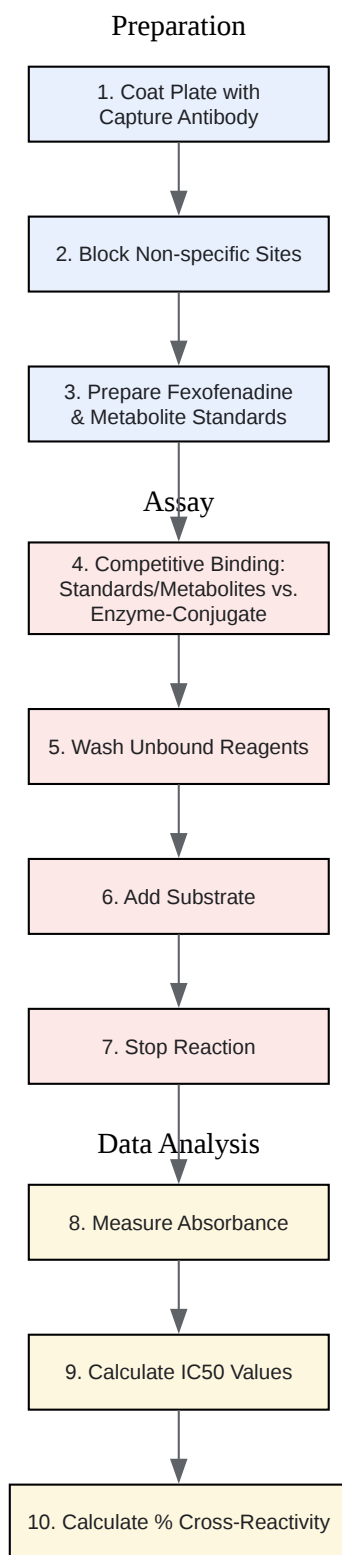 Preparation
1. Coat Plate with
Capture Antibody
2. Block Non-specific Sites
3. Prepare Fexofenadine
& Metabolite Standards
Assay
4. Competitive Binding:
Standards/Metabolites vs.
Enzyme-Conjugate
5. Wash Unbound Reagents
6. Add Substrate
7. Stop Reaction
Data Analysis
8. Measure Absorbance
9. Calculate IC50 Values
10. Calculate % Cross-Reactivity